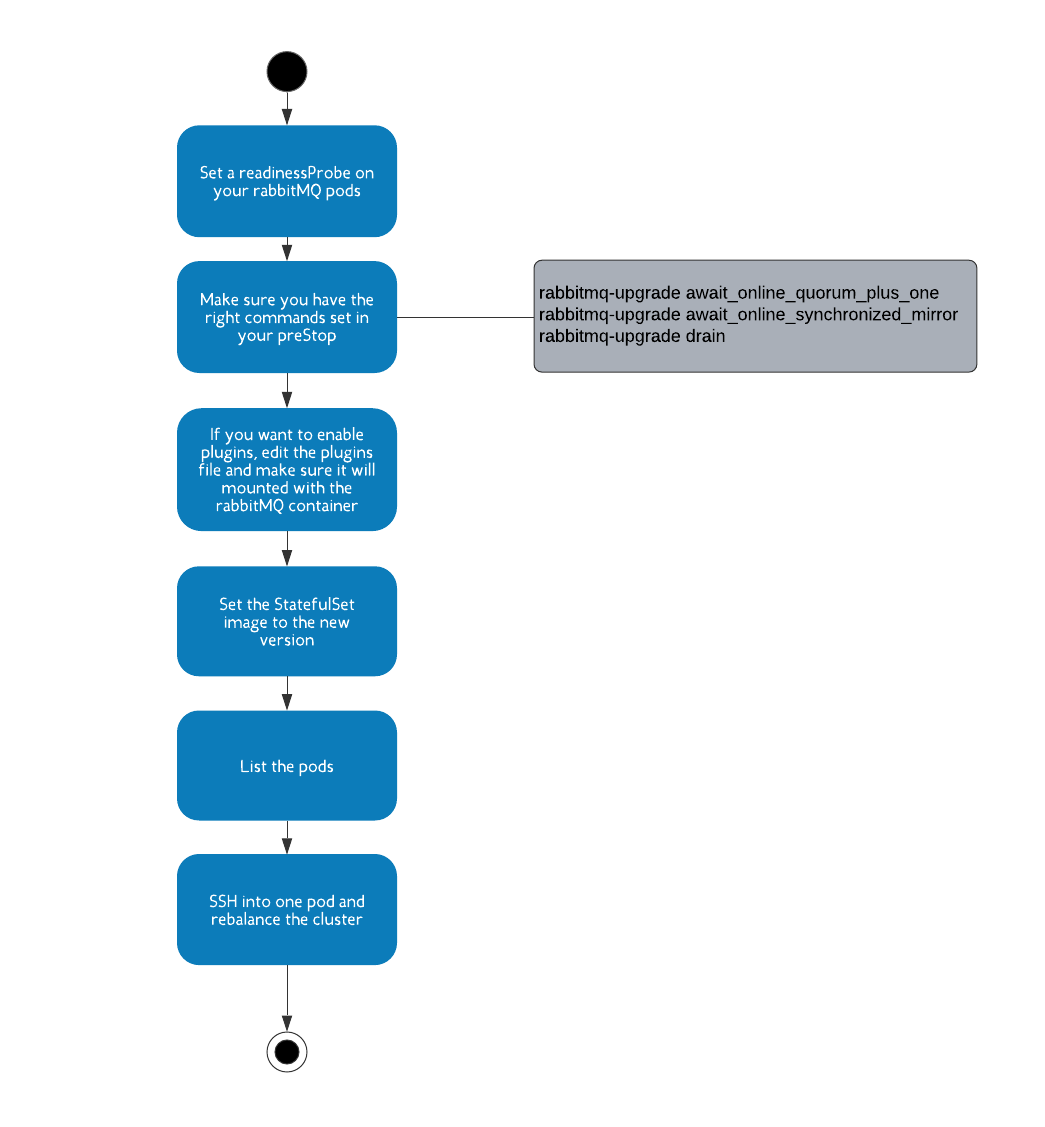 Set a readinessProbe on
your rabbitMQ pods
Make sure you have the
right commands set in
your preStop
rabbitmq-upgrade await_online_quorum_plus_one
rabbitmq-upgrade await_online_synchronized_mirror
rabbitmq-upgrade drain
If you want to enable
plugins, edit the plugins
file and make sure it will
mounted with the
rabbitMQ container
Set the StatefulSet
image to the new
version
List the pods
SSH into one pod and
rebalance the cluster